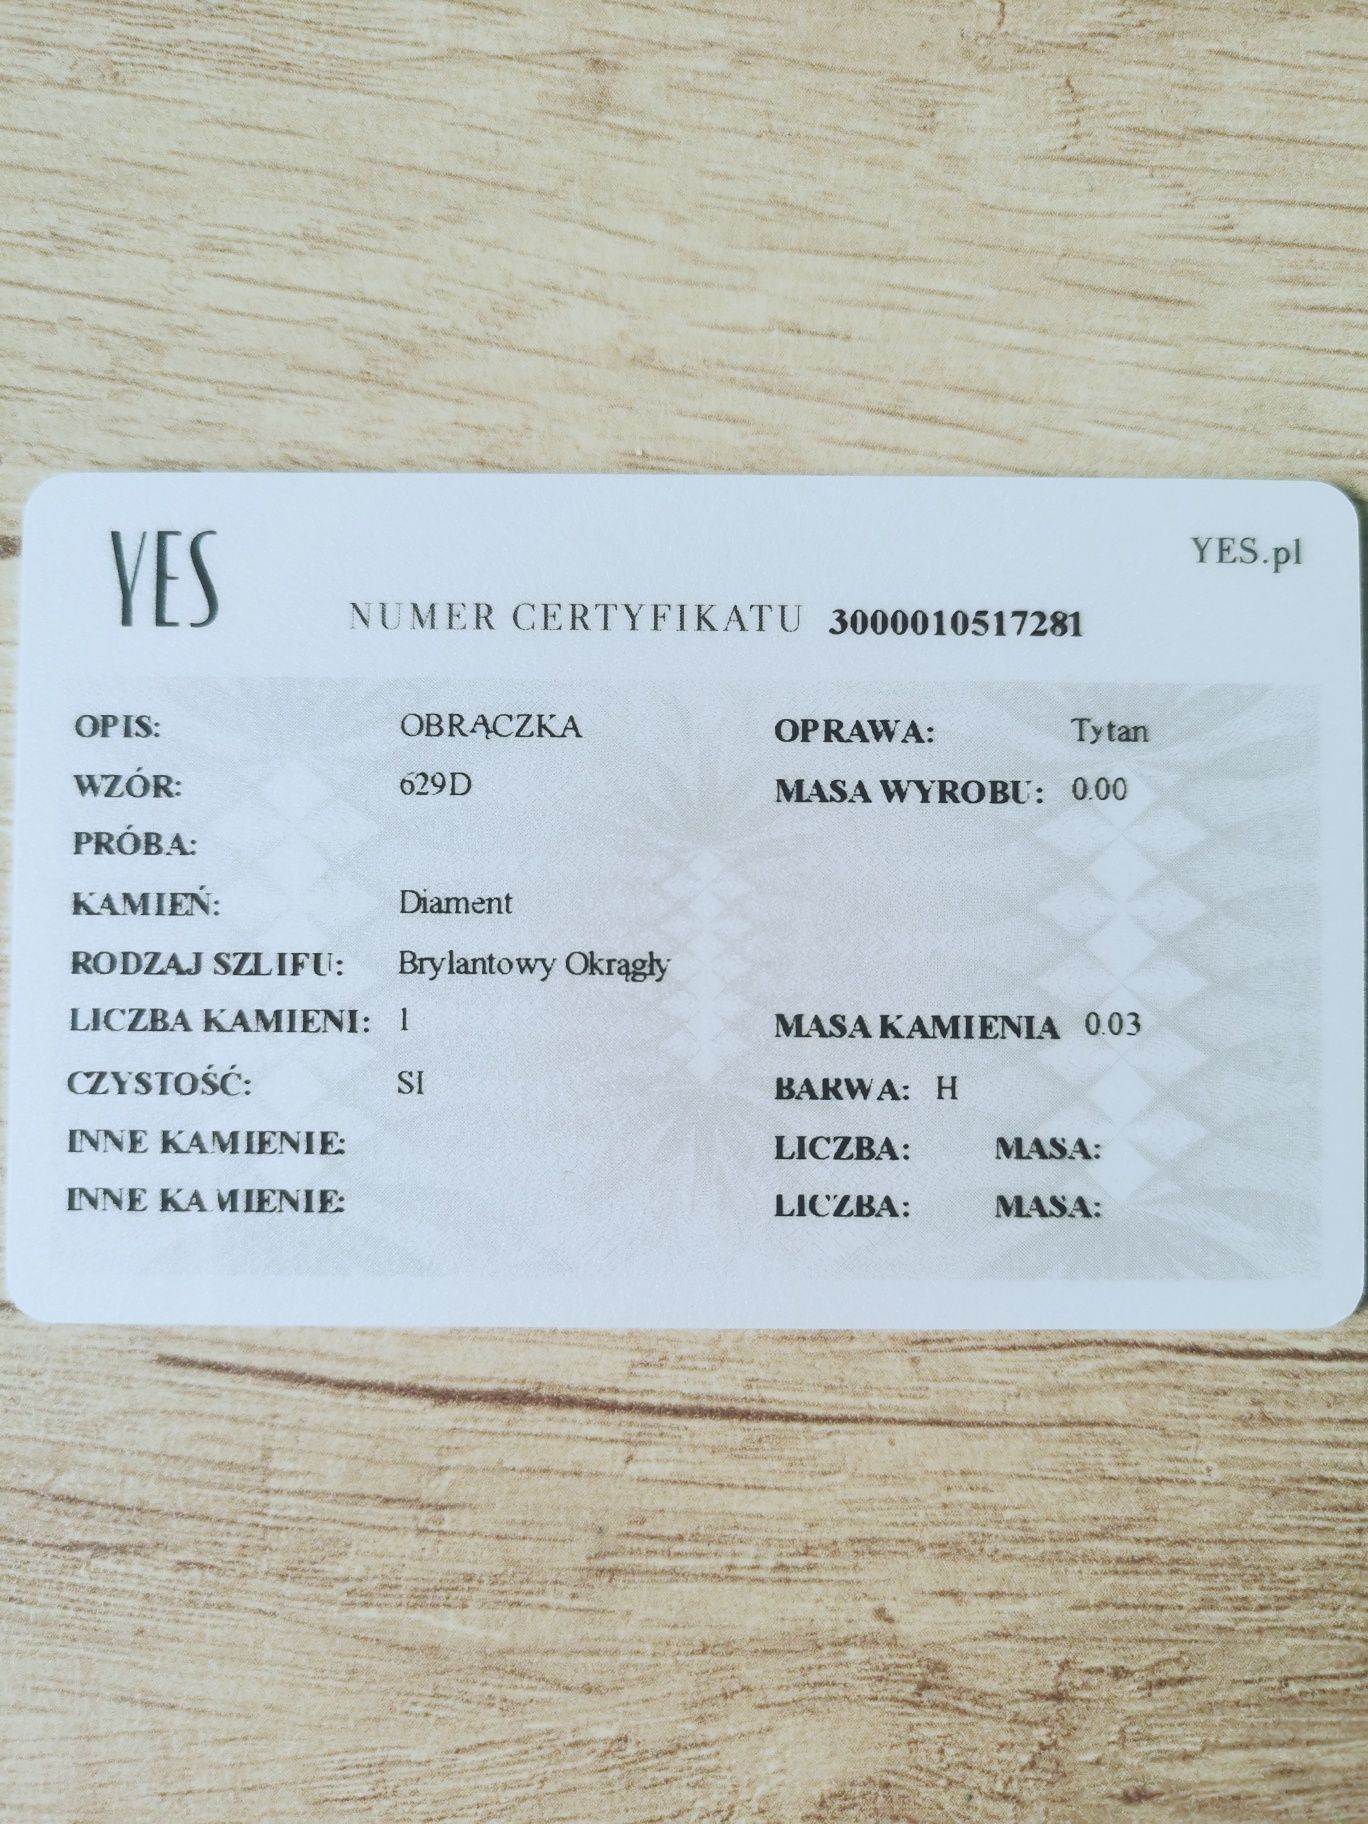 YES
YES.pl
NUMER CERTYFIKATU 3000010517281
OPIS: OBRĄCZKA OPRAWA: Tytan
WZÓR: 629D MASA WYROBU: 0.00
PRÓBA:
KAMIEŃ: Diament
RODZAJ SZLIFU: Brylantowy Okrągły
LICZBA KAMIENI: 1 MASA KAMIENIA 0.03
CZYSTOŚĆ: SI BARWA: H
INNE KAMIENIE: LICZBA: MASA:
INNE KAMIENIE: LICZBA: MASA: